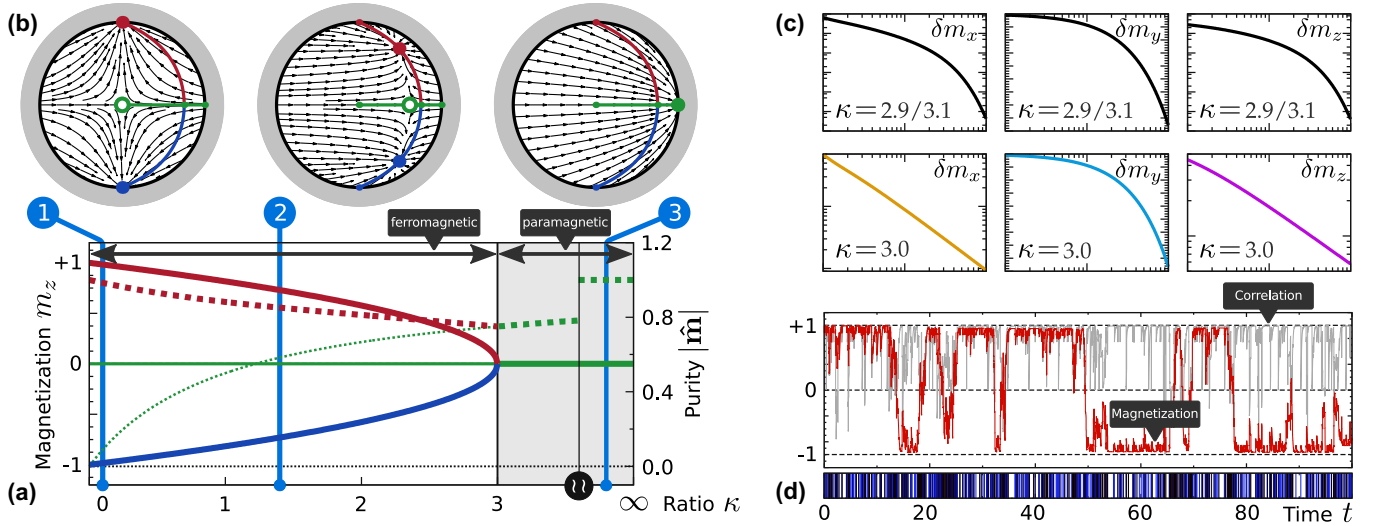 (b)
1
2
3
ferromagnetic
paramagnetic
Magnetization m_z
+1
0
-1
1.2
0.8
0.4
0.0
Purity |m̂|
0
1
2
3
∞
Ratio κ
(a)
(c)
δm_x
κ = 2.9/3.1
δm_y
κ = 2.9/3.1
δm_z
κ = 2.9/3.1
δm_x
κ = 3.0
δm_y
κ = 3.0
δm_z
κ = 3.0
Correlation
+1
0
Magnetization
-1
(d)
0
20
40
60
80
Time t